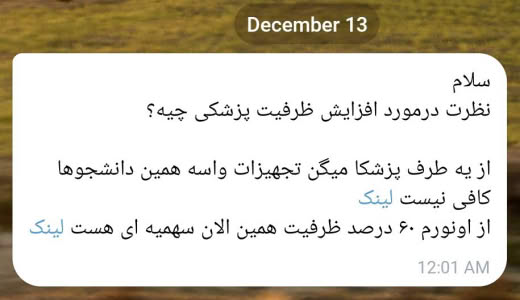 December 13
سلام
نظرت درمورد افزایش ظرفیت پزشکی چیه؟
از یه طرف پزشکا میگن تجهیزات واسه همین دانشجوها
کافی نیست لینک
از اونورم ۶۰ درصد ظرفیت همین الان سهمیه ای هست لینک
12:01 AM